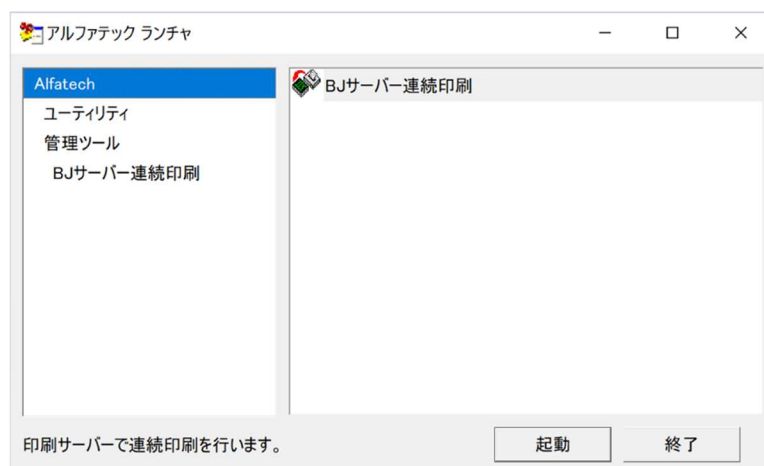 アルファテック ランチャ
Alfatech
ユーティリティ
管理ツール
BJサーバー連続印刷
BJサーバー連続印刷
印刷サーバーで連続印刷を行います。
起動
終了